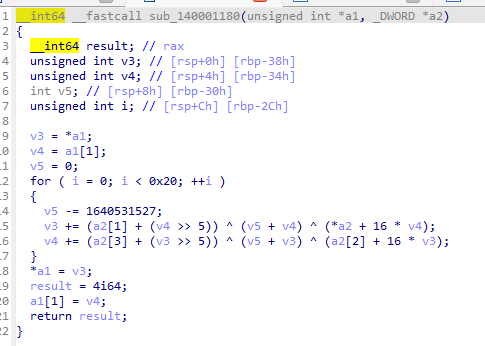 1 __int64 __fastcall sub_140001180(unsigned int *a1, _DWORD *a2)
2 {
3 __int64 result; // rax
4 unsigned int v3; // [rsp+0h] [rbp-38h]
5 unsigned int v4; // [rsp+4h] [rbp-34h]
6 int v5; // [rsp+8h] [rbp-30h]
7 unsigned int i; // [rsp+Ch] [rbp-2Ch]
8
9 v3 = *a1;
10 v4 = a1[1];
11 v5 = 0;
12 for ( i = 0; i < 0x20; ++i )
13 {
14 v5 -= 1640531527;
15 v3 += (a2[1] + (v4 >> 5)) ^ (v5 + v4) ^ (*a2 + 16 * v4);
16 v4 += (a2[3] + (v3 >> 5)) ^ (v5 + v3) ^ (a2[2] + 16 * v3);
17 }
18 *a1 = v3;
19 result = 4i64;
20 a1[1] = v4;
21 return result;
22 }